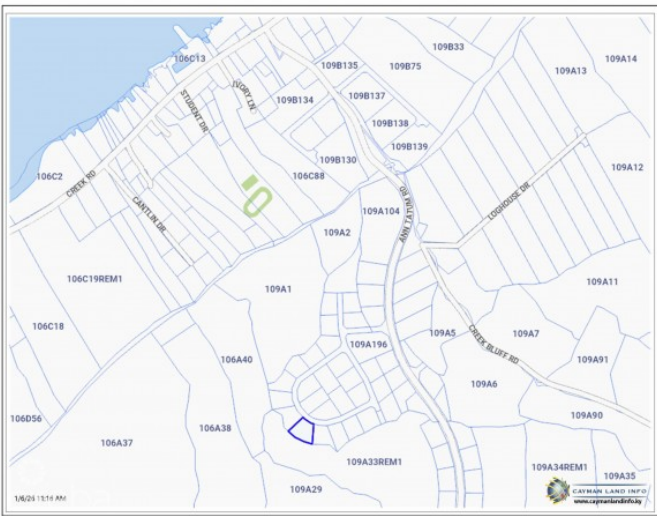 109B33
109A14
106C13
109B135
109B75
109A13
IVORY LN
109B134
109B137
STUDENT DR
109B138
109B139
109B130
109A12
106C2
106C88
CREEK RD
LOGHOUSE DR
ANN TATUM RD
109A104
CANTLIN DR
109A2
106C19REM1
109A1
109A11
106C18
109A5
109A7
CREEK BLUFF RD
109A196
106A40
109A91
109A6
109A90
106D56
106A38
106A37
109A33REM1
109A34REM1
109A35
109A29
CAYMAN LAND INFO
www.caymanlandinfo.ky